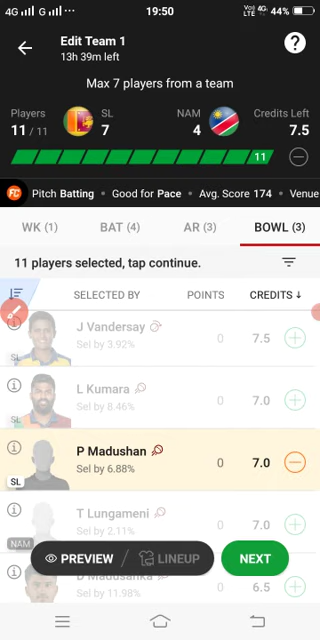 4G G 19:50 Vo) LTE 4G 44%
Edit Team 1
13h 39m left
?
Max 7 players from a team
Players SL NAM Credits Left
11 / 11 7 4 7.5
11
FC Pitch Batting • Good for Pace • Avg. Score 174 • Venue
WK (1) BAT (4) AR (3) BOWL (3)
11 players selected, tap continue.
SELECTED BY POINTS CREDITS ↓
J Vandersay
Sel by 3.92% 0 7.5
SL
L Kumara
Sel by 8.46% 0 7.0
SL
P Madushan
Sel by 6.88% 0 7.0
SL
T Lungameni
Sel by 2.11% 0 7.0
NAM
PREVIEW / LINEUP NEXT
D Madusanka
Sel by 11.98% 0 6.5